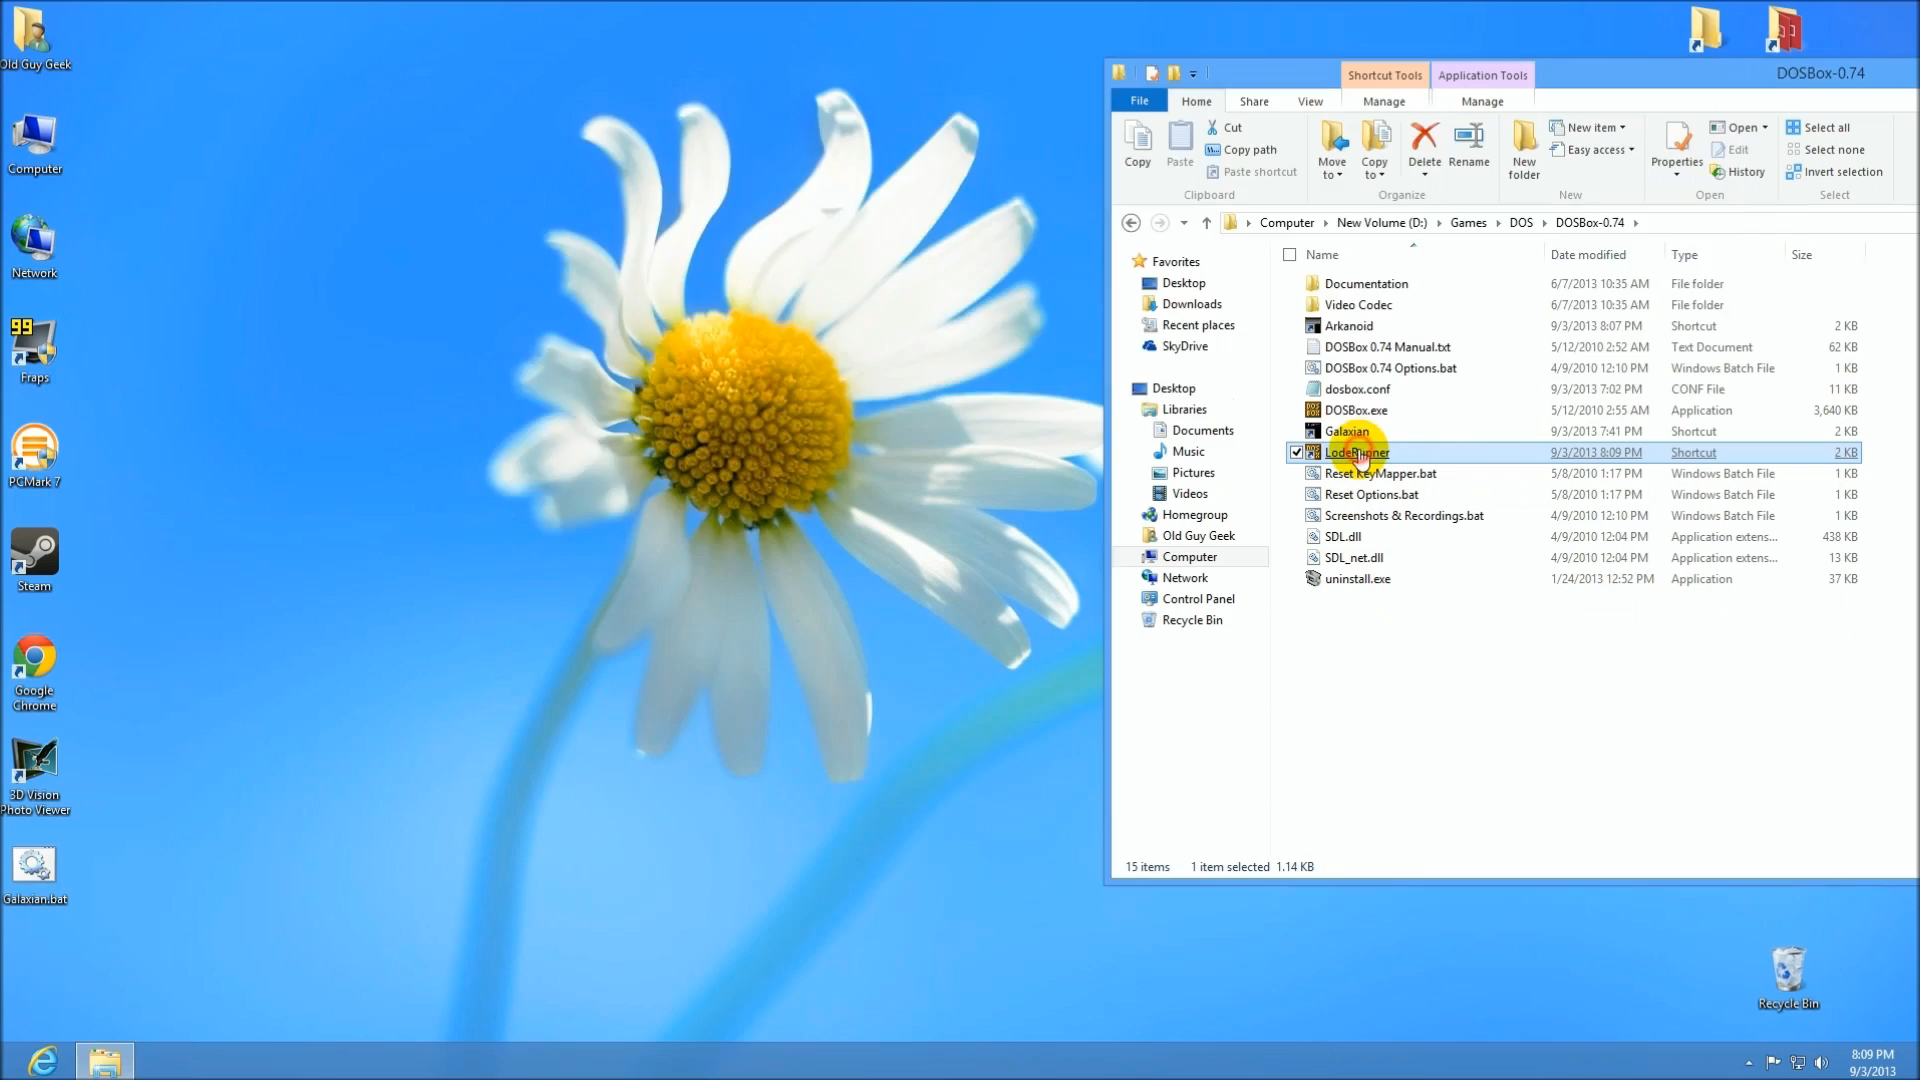 Old Guy Geek
Computer
Network
99
Fraps
PCMark 7
Steam
Google
Chrome
3D Vision
Photo Viewer
Galaxian.bat
Shortcut Tools
Application Tools
DOSBox-0.74
File
Home
Share
View
Manage
Manage
Copy
Paste
Cut
Copy path
Paste shortcut
Clipboard
Move
to
Copy
to
Delete
Rename
Organize
New
folder
New item
Easy access
New
Properties
Open
Edit
History
Open
Select all
Select none
Invert selection
Select
Computer
New Volume (D:)
Games
DOS
DOSBox-0.74
Favorites
Desktop
Downloads
Recent places
SkyDrive
Desktop
Libraries
Documents
Music
Pictures
Videos
Homegroup
Old Guy Geek
Computer
Network
Control Panel
Recycle Bin
Name Date modified Type Size
Documentation 6/7/2013 10:35 AM File folder
Video Codec 6/7/2013 10:35 AM File folder
Arkanoid 9/3/2013 8:07 PM Shortcut 2 KB
DOSBox 0.74 Manual.txt 5/12/2010 2:52 AM Text Document 62 KB
DOSBox 0.74 Options.bat 4/9/2010 12:10 PM Windows Batch File 1 KB
dosbox.conf 9/3/2013 7:02 PM CONF File 11 KB
DOSBox.exe 5/12/2010 2:55 AM Application 3,640 KB
Galaxian 9/3/2013 7:41 PM Shortcut 2 KB
LodeRunner 9/3/2013 8:09 PM Shortcut 2 KB
Reset KeyMapper.bat 5/8/2010 1:17 PM Windows Batch File 1 KB
Reset Options.bat 5/8/2010 1:17 PM Windows Batch File 1 KB
Screenshots & Recordings.bat 4/9/2010 12:10 PM Windows Batch File 1 KB
SDL.dll 4/9/2010 12:04 PM Application extens... 438 KB
SDL_net.dll 4/9/2010 12:04 PM Application extens... 13 KB
uninstall.exe 1/24/2013 12:52 PM Application 37 KB
15 items 1 item selected 1.14 KB
Recycle Bin
8:09 PM
9/3/2013